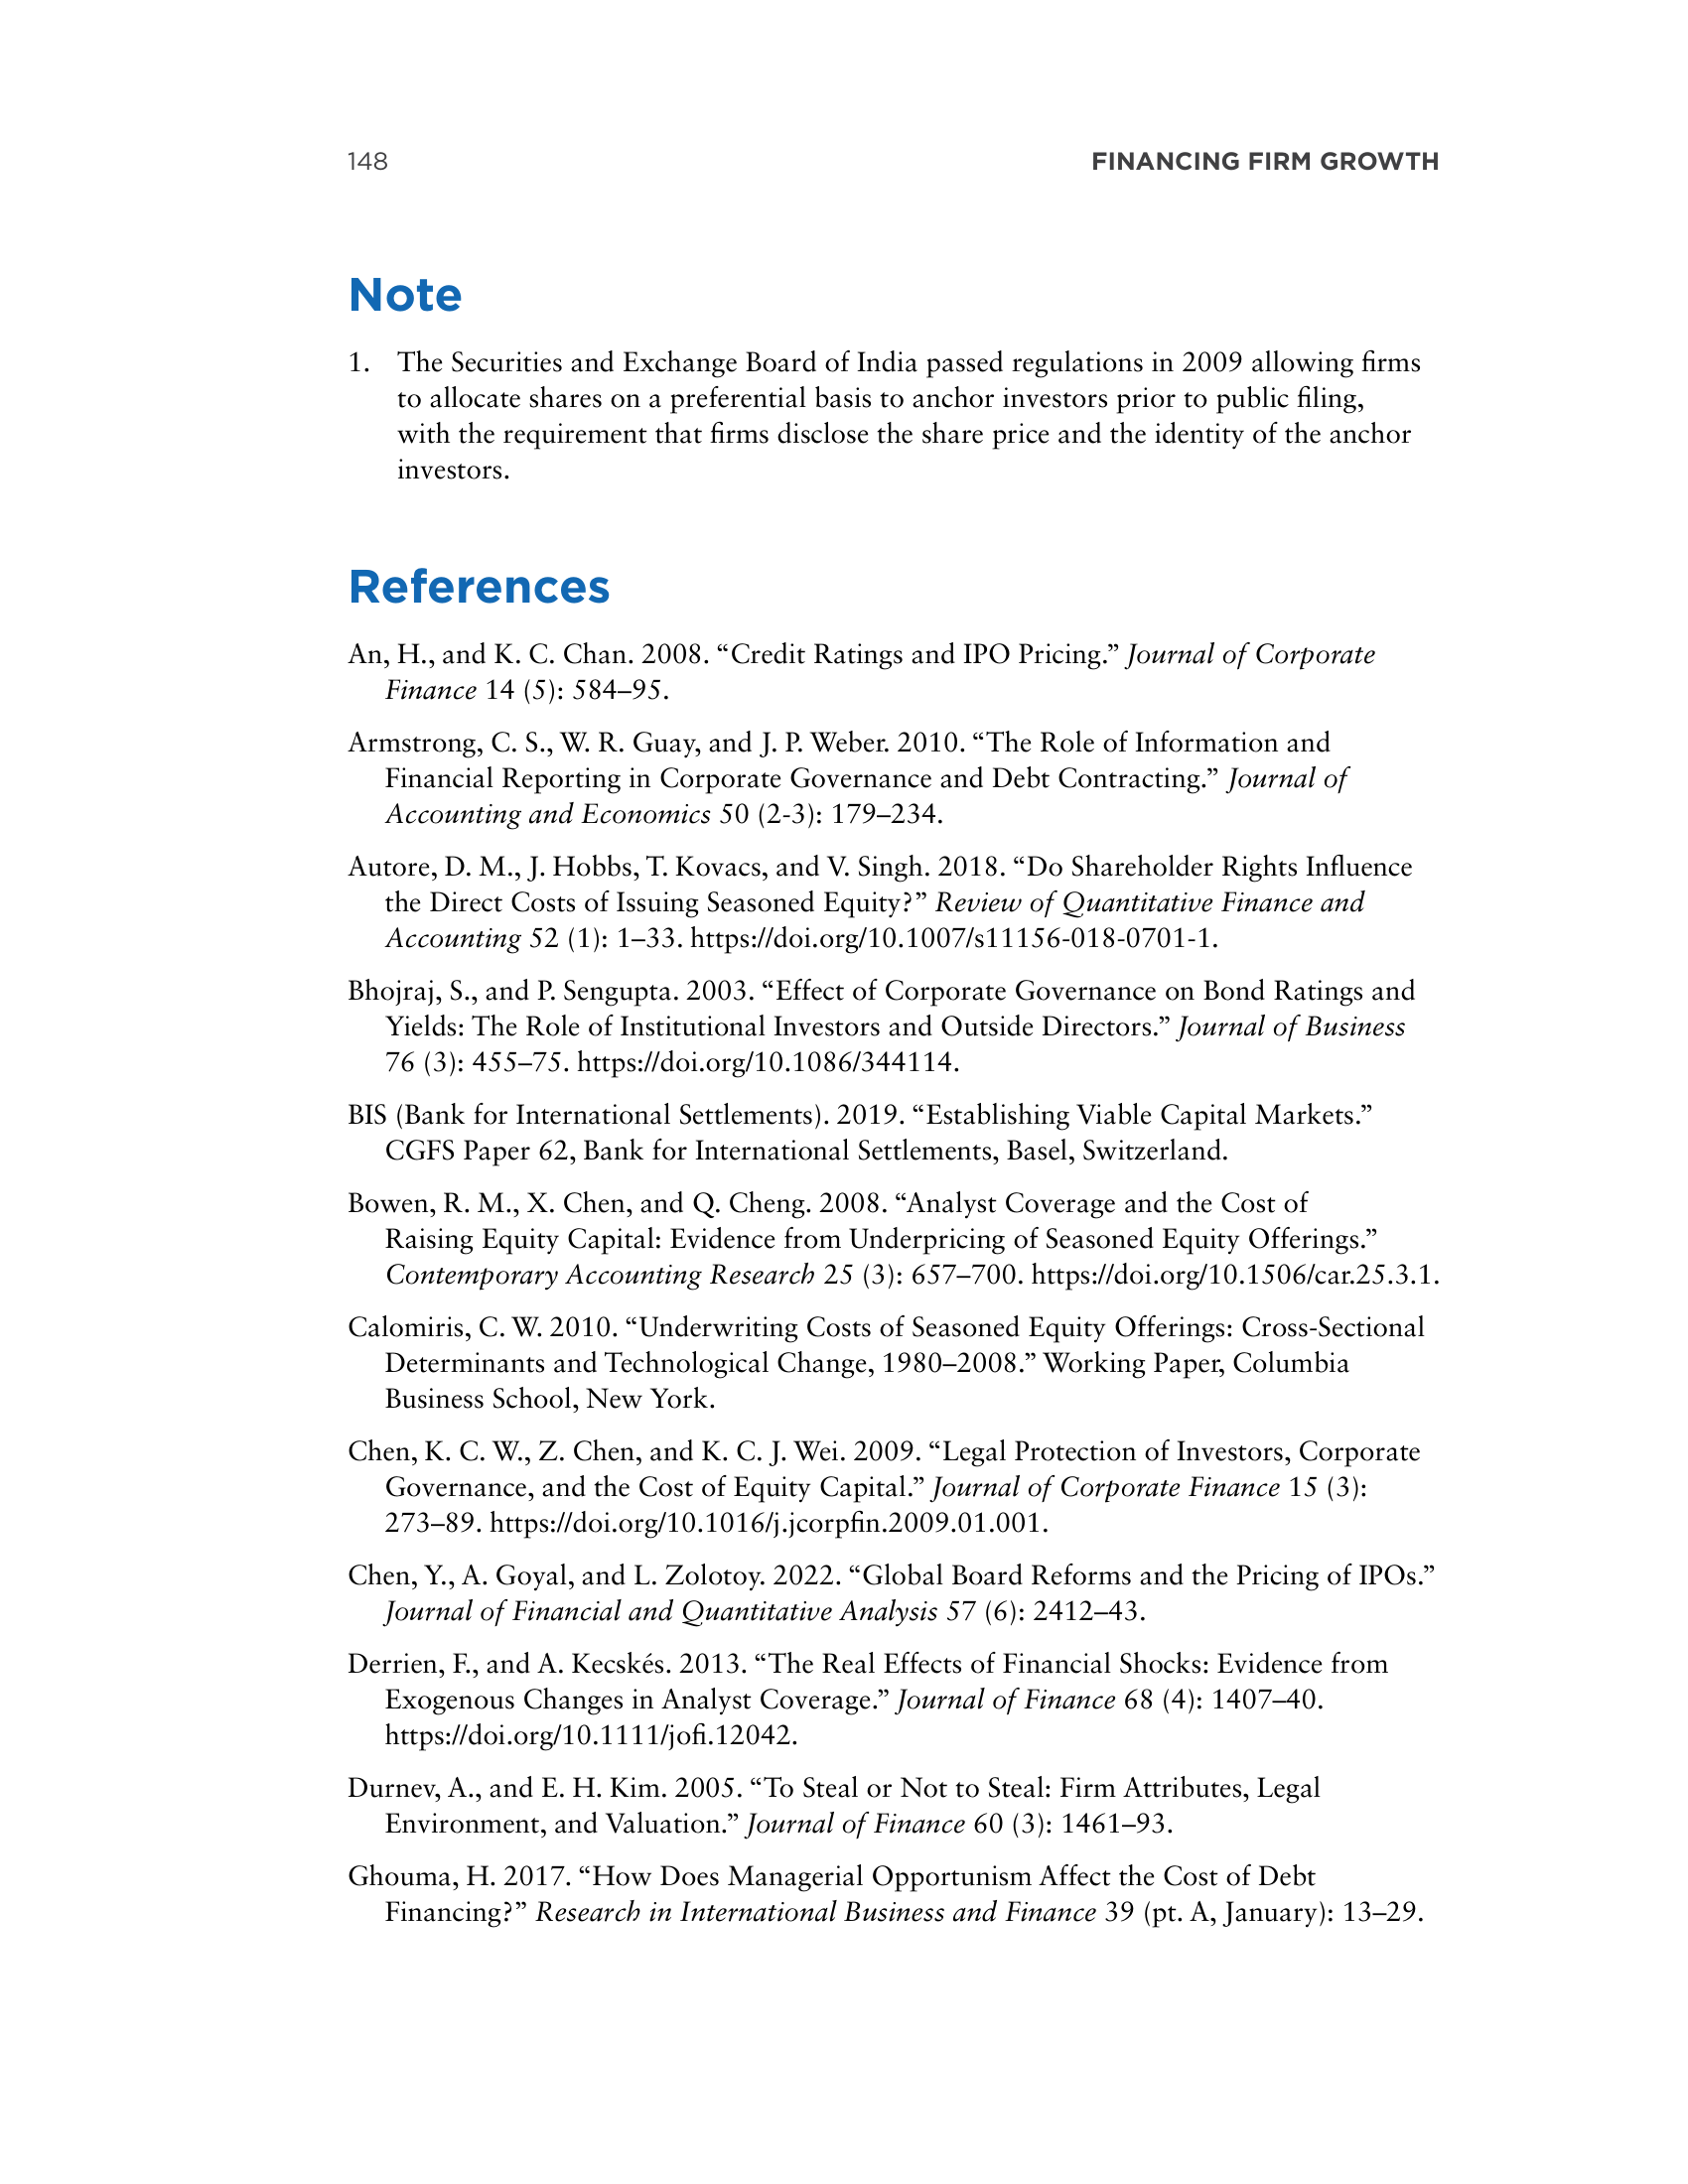 148
FINANCING FIRM GROWTH
Note
1. The Securities and Exchange Board of India passed regulations in 2009 allowing firms
to allocate shares on a preferential basis to anchor investors prior to public filing,
with the requirement that firms disclose the share price and the identity of the anchor
investors.
References
An, H., and K. C. Chan. 2008. “Credit Ratings and IPO Pricing.” Journal of Corporate
Finance 14 (5): 584–95.
Armstrong, C. S., W. R. Guay, and J. P. Weber. 2010. “The Role of Information and
Financial Reporting in Corporate Governance and Debt Contracting.” Journal of
Accounting and Economics 50 (2-3): 179–234.
Autore, D. M., J. Hobbs, T. Kovacs, and V. Singh. 2018. “Do Shareholder Rights Influence
the Direct Costs of Issuing Seasoned Equity?” Review of Quantitative Finance and
Accounting 52 (1): 1–33. https://doi.org/10.1007/s11156-018-0701-1.
Bhojraj, S., and P. Sengupta. 2003. “Effect of Corporate Governance on Bond Ratings and
Yields: The Role of Institutional Investors and Outside Directors.” Journal of Business
76 (3): 455–75. https://doi.org/10.1086/344114.
BIS (Bank for International Settlements). 2019. “Establishing Viable Capital Markets.”
CGFS Paper 62, Bank for International Settlements, Basel, Switzerland.
Bowen, R. M., X. Chen, and Q. Cheng. 2008. “Analyst Coverage and the Cost of
Raising Equity Capital: Evidence from Underpricing of Seasoned Equity Offerings.”
Contemporary Accounting Research 25 (3): 657–700. https://doi.org/10.1506/car.25.3.1.
Calomiris, C. W. 2010. “Underwriting Costs of Seasoned Equity Offerings: Cross-Sectional
Determinants and Technological Change, 1980–2008.” Working Paper, Columbia
Business School, New York.
Chen, K. C. W., Z. Chen, and K. C. J. Wei. 2009. “Legal Protection of Investors, Corporate
Governance, and the Cost of Equity Capital.” Journal of Corporate Finance 15 (3):
273–89. https://doi.org/10.1016/j.jcorpfin.2009.01.001.
Chen, Y., A. Goyal, and L. Zolotoy. 2022. “Global Board Reforms and the Pricing of IPOs.”
Journal of Financial and Quantitative Analysis 57 (6): 2412–43.
Derrien, F., and A. Kecskés. 2013. “The Real Effects of Financial Shocks: Evidence from
Exogenous Changes in Analyst Coverage.” Journal of Finance 68 (4): 1407–40.
https://doi.org/10.1111/jofi.12042.
Durnev, A., and E. H. Kim. 2005. “To Steal or Not to Steal: Firm Attributes, Legal
Environment, and Valuation.” Journal of Finance 60 (3): 1461–93.
Ghouma, H. 2017. “How Does Managerial Opportunism Affect the Cost of Debt
Financing?” Research in International Business and Finance 39 (pt. A, January): 13–29.